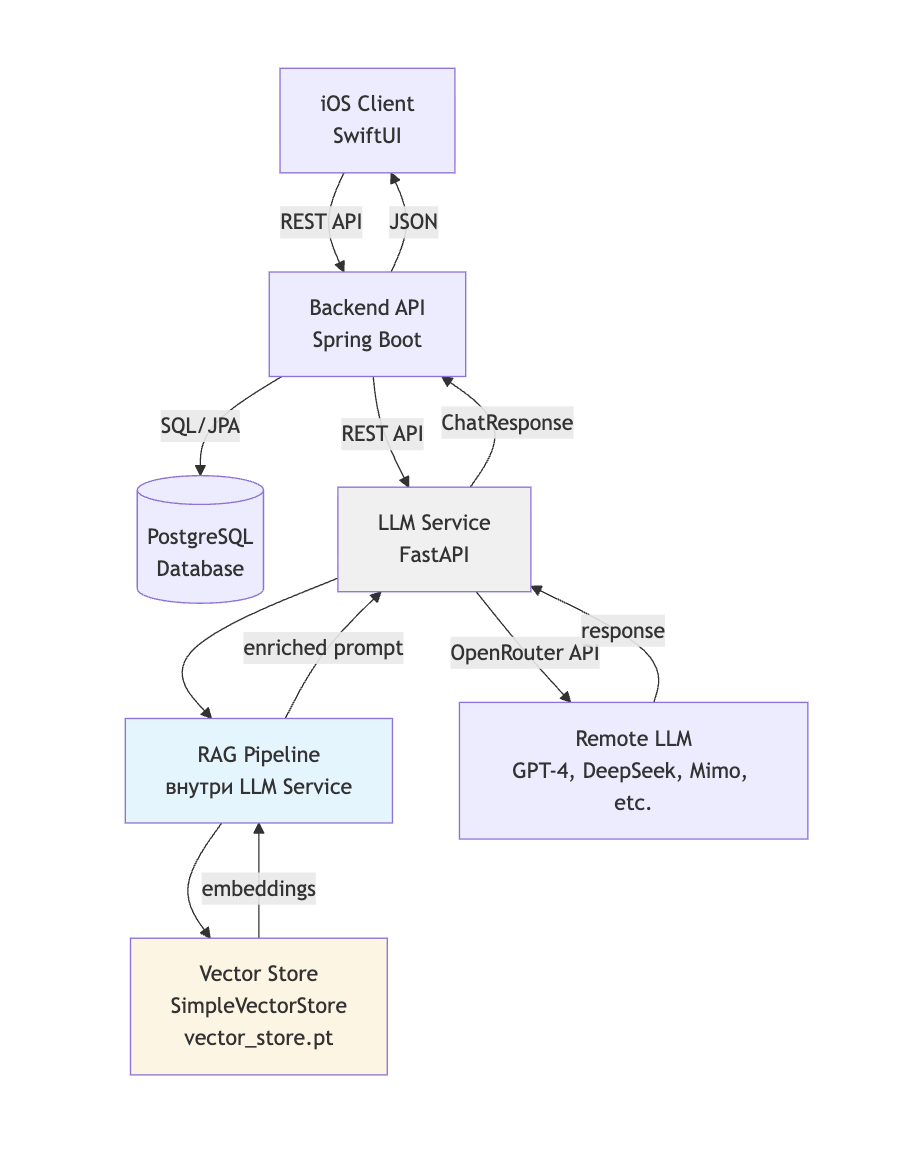 iOS Client
SwiftUI
REST API
JSON
Backend API
Spring Boot
SQL/JPA
REST API
ChatResponse
PostgreSQL
Database
LLM Service
FastAPI
enriched prompt
OpenRouter API
response
RAG Pipeline
внутри LLM Service
Remote LLM
GPT-4, DeepSeek, Mimo,
etc.
embeddings
Vector Store
SimpleVectorStore
vector_store.pt